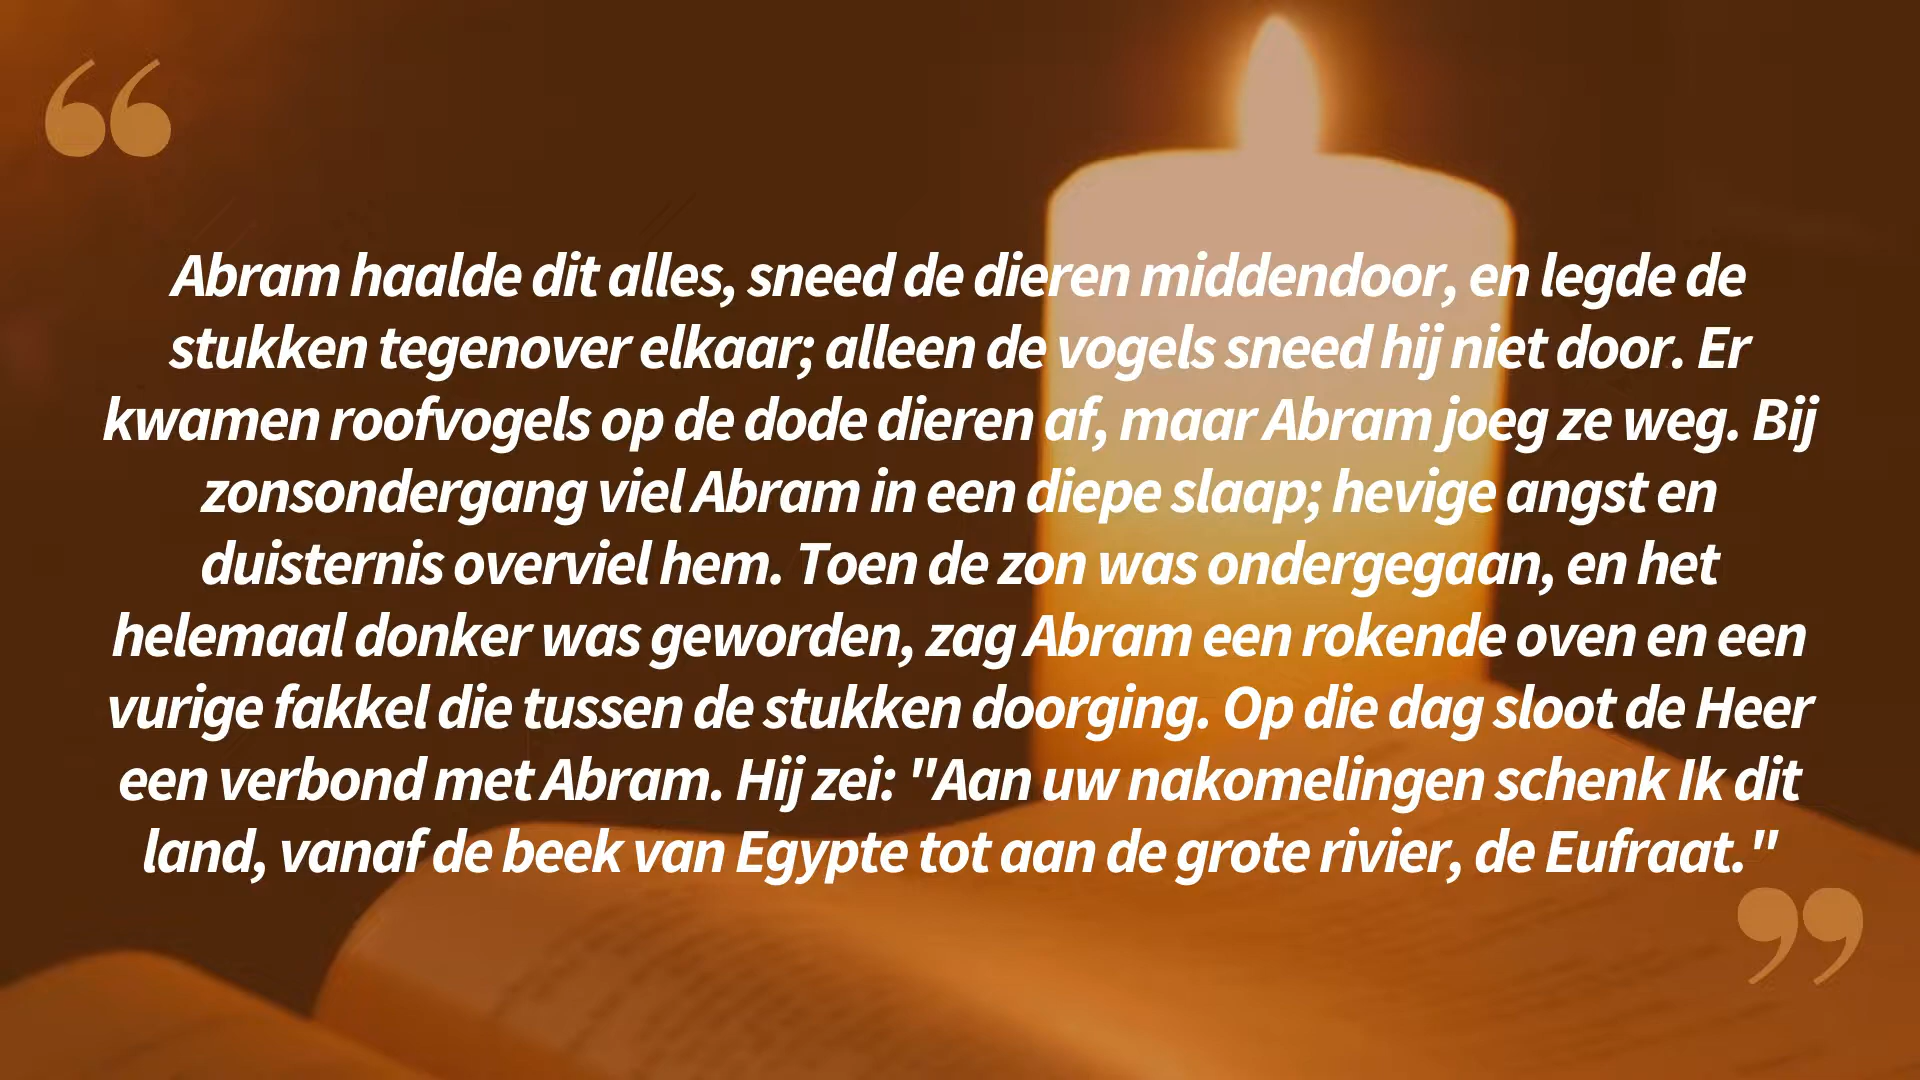 “
Abram haalde dit alles, sneed de dieren middendoor, en legde de
stukken tegenover elkaar; alleen de vogels sneed hij niet door. Er
kwamen roofvogels op de dode dieren af, maar Abram joeg ze weg. Bij
zonsondergang viel Abram in een diepe slaap; hevige angst en
duisternis overviel hem. Toen de zon was ondergegaan, en het
helemaal donker was geworden, zag Abram een rokende oven en een
vurige fakkel die tussen de stukken doorging. Op die dag sloot de Heer
een verbond met Abram. Hij zei: "Aan uw nakomelingen schenk Ik dit
land, vanaf de beek van Egypte tot aan de grote rivier, de Eufraat."
”